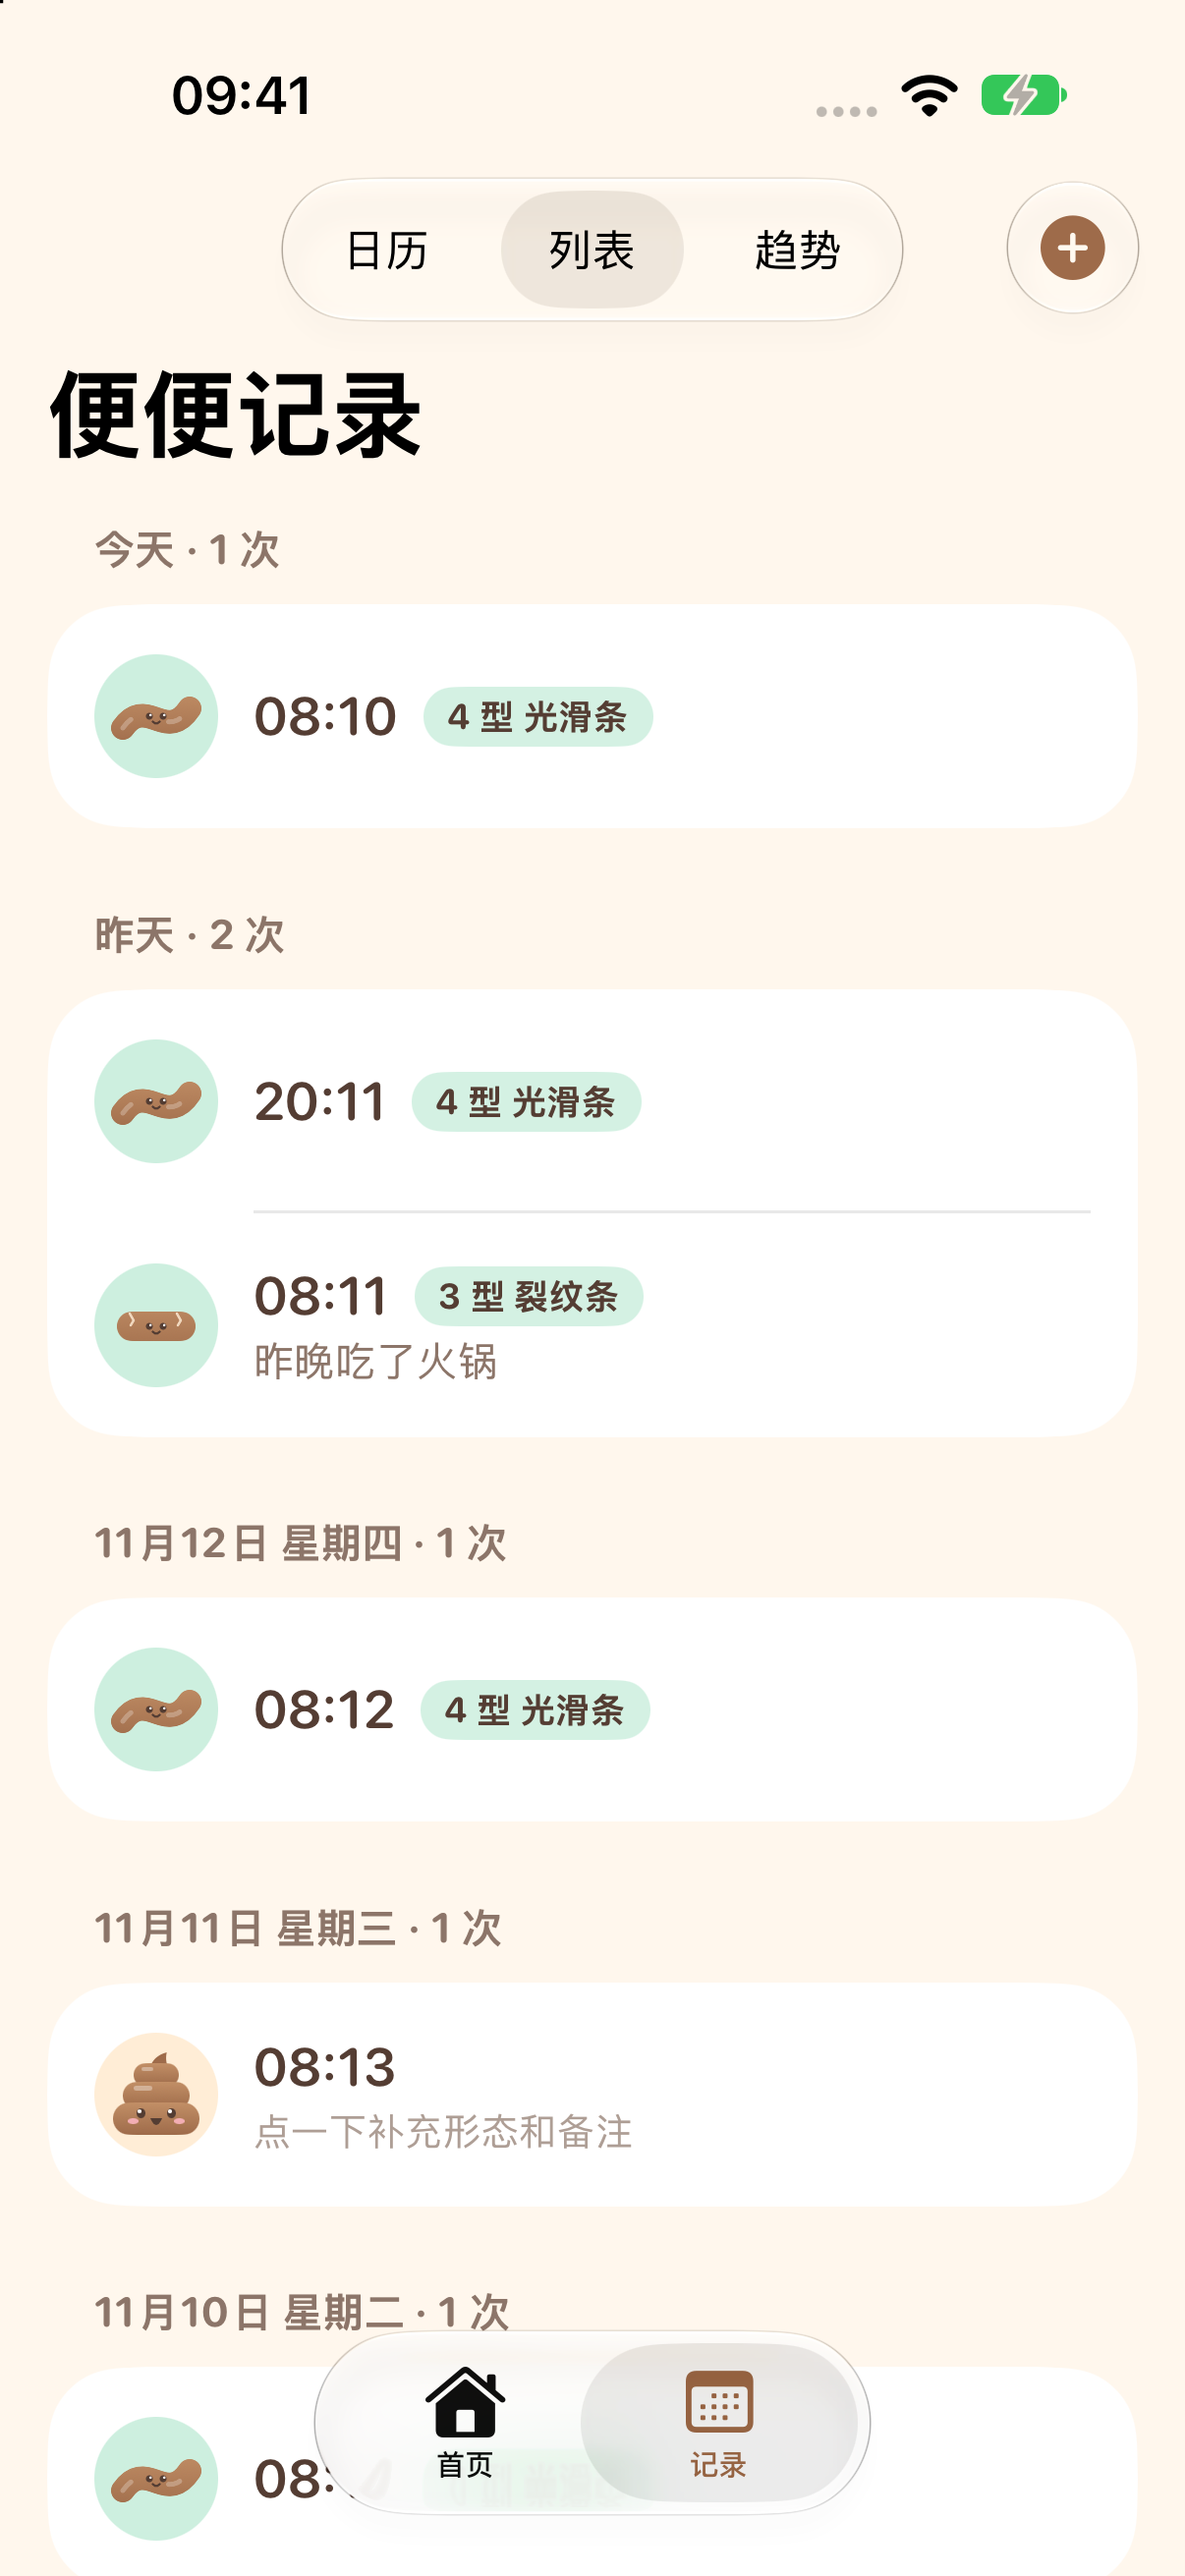 09:41
日历 列表 趋势
便便记录
今天 · 1 次
08:10 4 型 光滑条
昨天 · 2 次
20:11 4 型 光滑条
08:11 3 型 裂纹条
昨晚吃了火锅
11月12日 星期四 · 1 次
08:12 4 型 光滑条
11月11日 星期三 · 1 次
08:13
点一下补充形态和备注
11月10日 星期二 · 1 次
08:
首页 记录